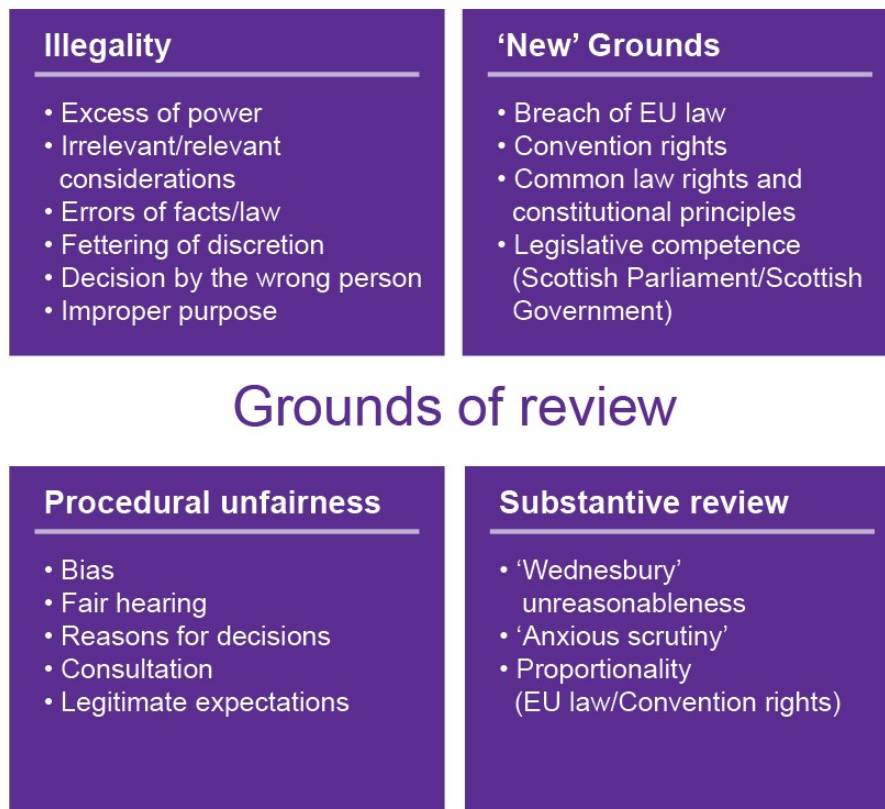 Illegality
• Excess of power
• Irrelevant/relevant
considerations
• Errors of facts/law
• Fettering of discretion
• Decision by the wrong person
• Improper purpose
‘New’ Grounds
• Breach of EU law
• Convention rights
• Common law rights and
constitutional principles
• Legislative competence
(Scottish Parliament/Scottish
Government)
Grounds of review
Procedural unfairness
• Bias
• Fair hearing
• Reasons for decisions
• Consultation
• Legitimate expectations
Substantive review
• ‘Wednesbury’
unreasonableness
• ‘Anxious scrutiny’
• Proportionality
(EU law/Convention rights)